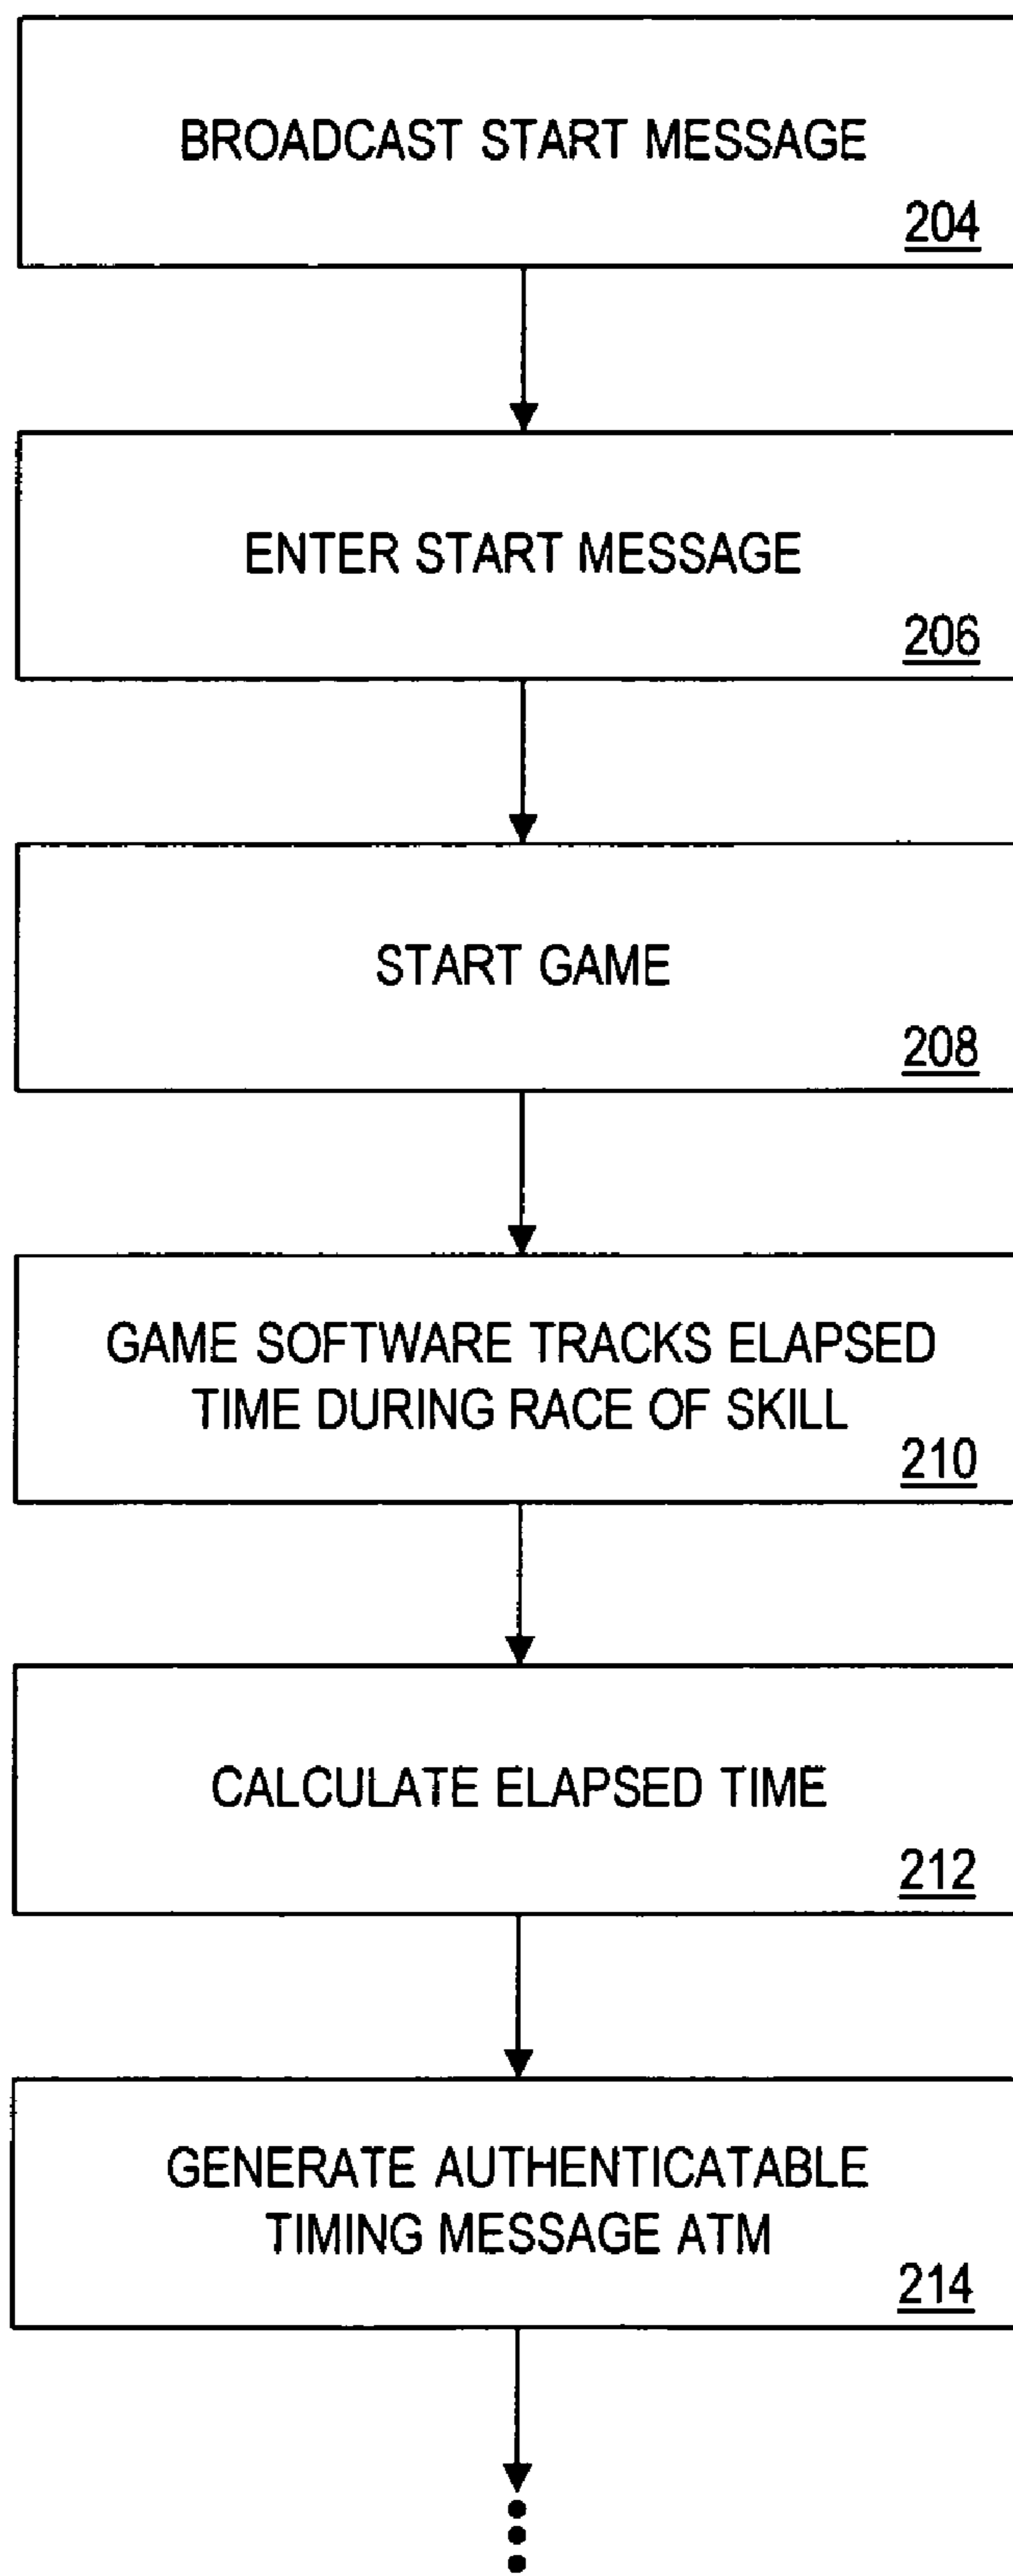 BROADCAST START MESSAGE
204
ENTER START MESSAGE
206
START GAME
208
GAME SOFTWARE TRACKS ELAPSED
TIME DURING RACE OF SKILL
210
CALCULATE ELAPSED TIME
212
GENERATE AUTHENTICATABLE
TIMING MESSAGE ATM
214